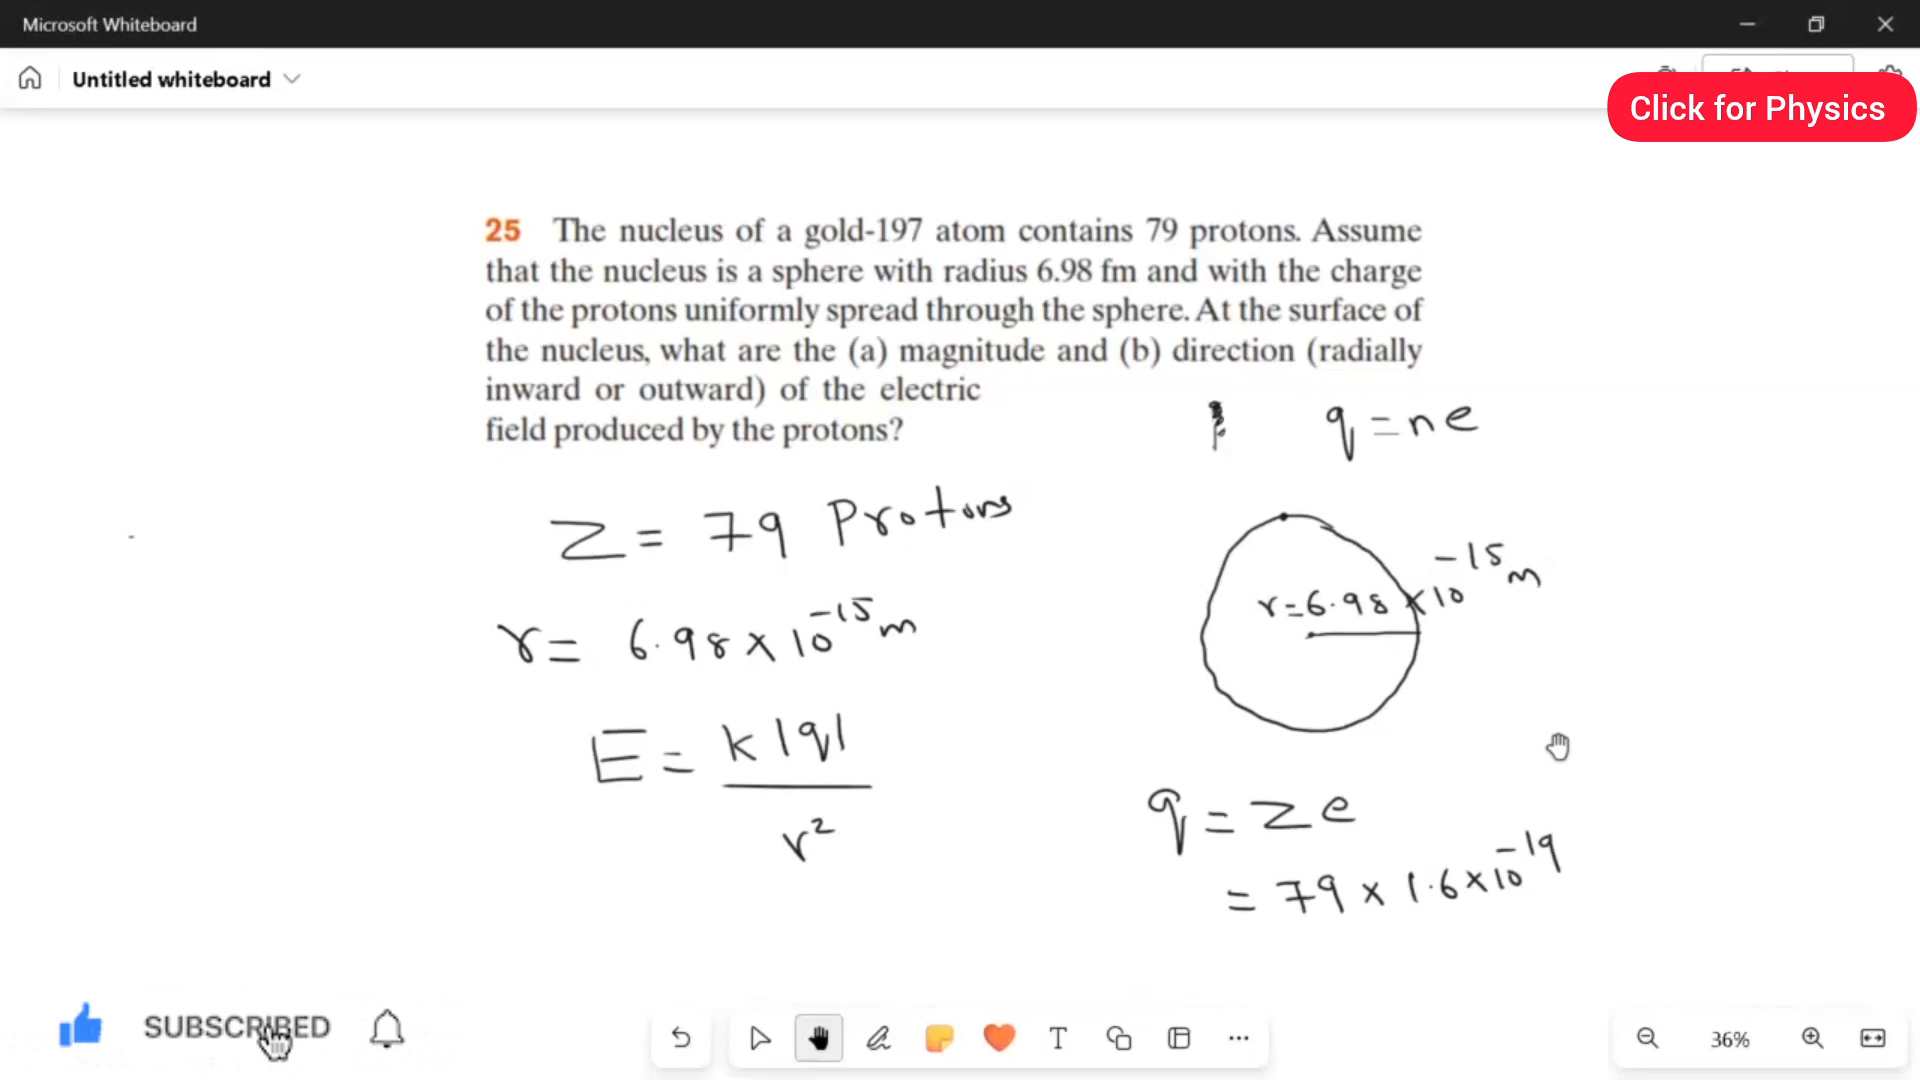 Microsoft Whiteboard
Untitled whiteboard
Click for Physics
25 The nucleus of a gold-197 atom contains 79 protons. Assume
that the nucleus is a sphere with radius 6.98 fm and with the charge
of the protons uniformly spread through the sphere. At the surface of
the nucleus, what are the (a) magnitude and (b) direction (radially
inward or outward) of the electric
field produced by the protons?
q = ne
Z = 79 Protons
r = 6.98 × 10⁻¹⁵ m
r = 6.98 × 10⁻¹⁵ m
E = k|q|
r²
q = Ze
= 79 × 1.6 × 10⁻¹⁹
SUBSCRIBED
T
36%